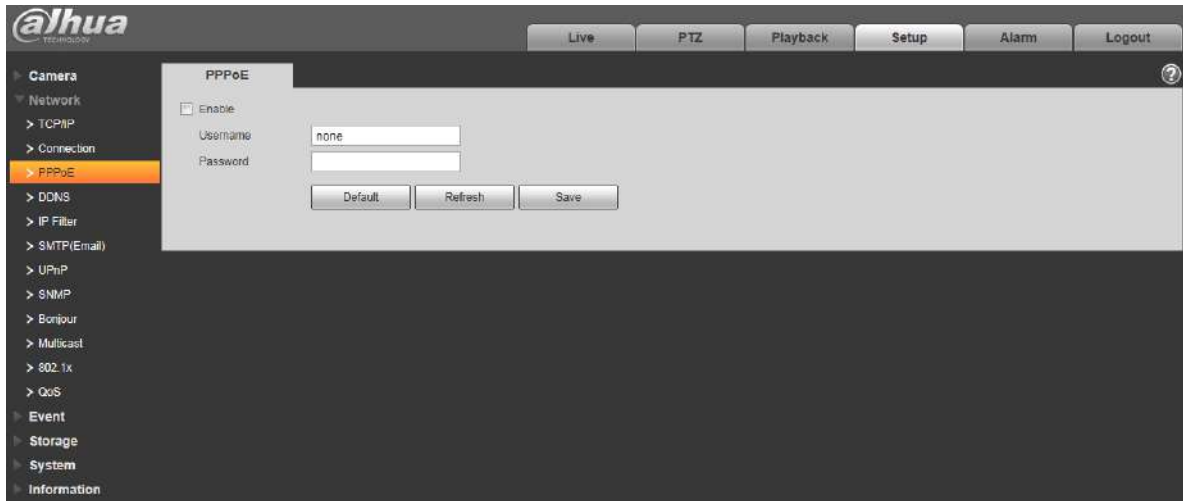 alhua
TECHNOLOGY
Live
PTZ
Playback
Setup
Alarm
Logout
Camera
PPPoE
?
Network
Enable
> TCP/IP
Username
none
> Connection
Password
> PPPoE
> DDNS
Default
Refresh
Save
> IP Filter
> SMTP(Email)
> UPnP
> SNMP
> Bonjour
> Multicast
> 802.1x
> QoS
Event
Storage
System
Information